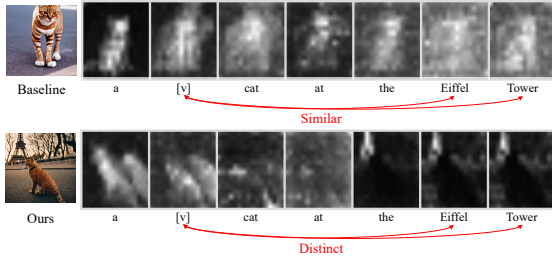 Baseline a [v] cat at the Eiffel Tower
Similar
Ours a [v] cat at the Eiffel Tower
Distinct